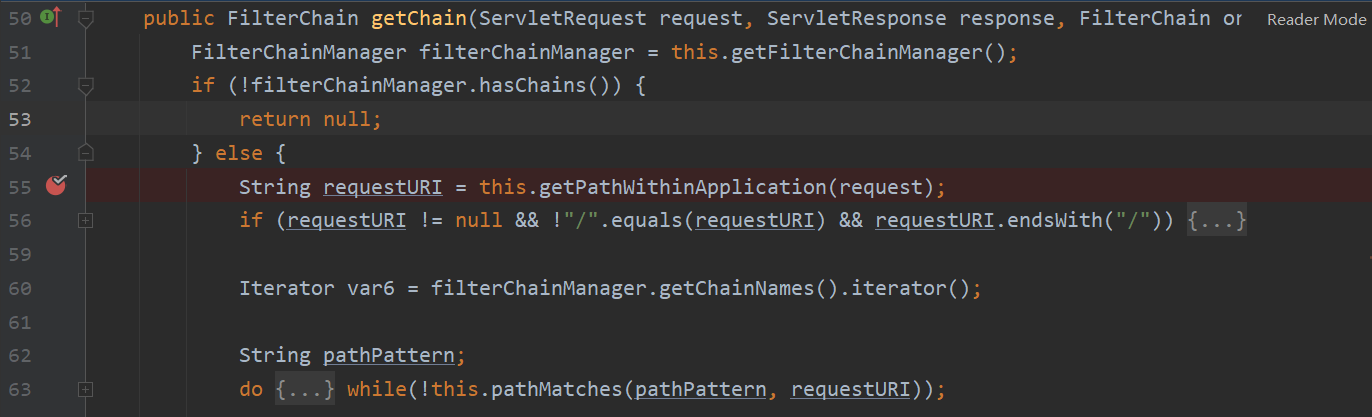 50 public FilterChain getChain(ServletRequest request, ServletResponse response, FilterChain or Reader Mode
51 FilterChainManager filterChainManager = this.getFilterChainManager();
52 if (!filterChainManager.hasChains()) {
53 return null;
54 } else {
55 String requestURI = this.getPathWithinApplication(request);
56 if (requestURI != null && !"/".equals(requestURI) && requestURI.endsWith("/")) {...}
59
60 Iterator var6 = filterChainManager.getChainNames().iterator();
61
62 String pathPattern;
63 do {...} while(!this.pathMatches(pathPattern, requestURI));